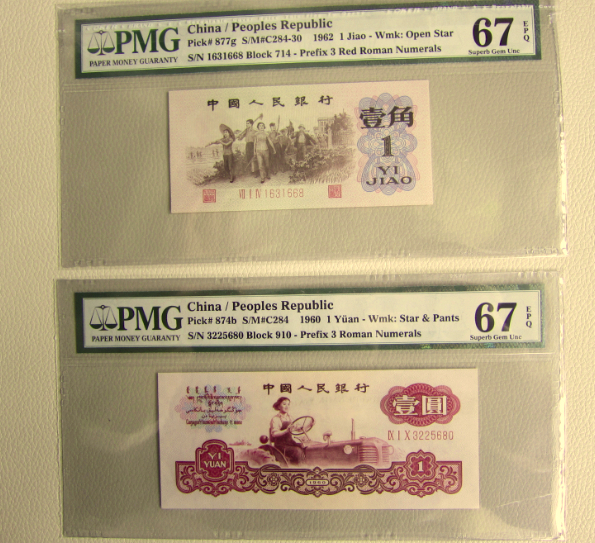 PMG
PAPER MONEY GUARANTY
China / Peoples Republic
Pick# 877g S/M#C284-30 1962 1 Jiao - Wmk: Open Star
S/N 1631668 Block 714 - Prefix 3 Red Roman Numerals
67 EPQ
Superb Gem Unc
中國人民銀行
壹角
1
YI
JIAO
VII I IV 1631668
PMG
PAPER MONEY GUARANTY
China / Peoples Republic
Pick# 874b S/M#C284 1960 1 Yüan - Wmk: Star & Pants
S/N 3225680 Block 910 - Prefix 3 Roman Numerals
67 EPQ
Superb Gem Unc
中國人民銀行
壹圓
IX I X 3225680
YI
YUAN
1960
1